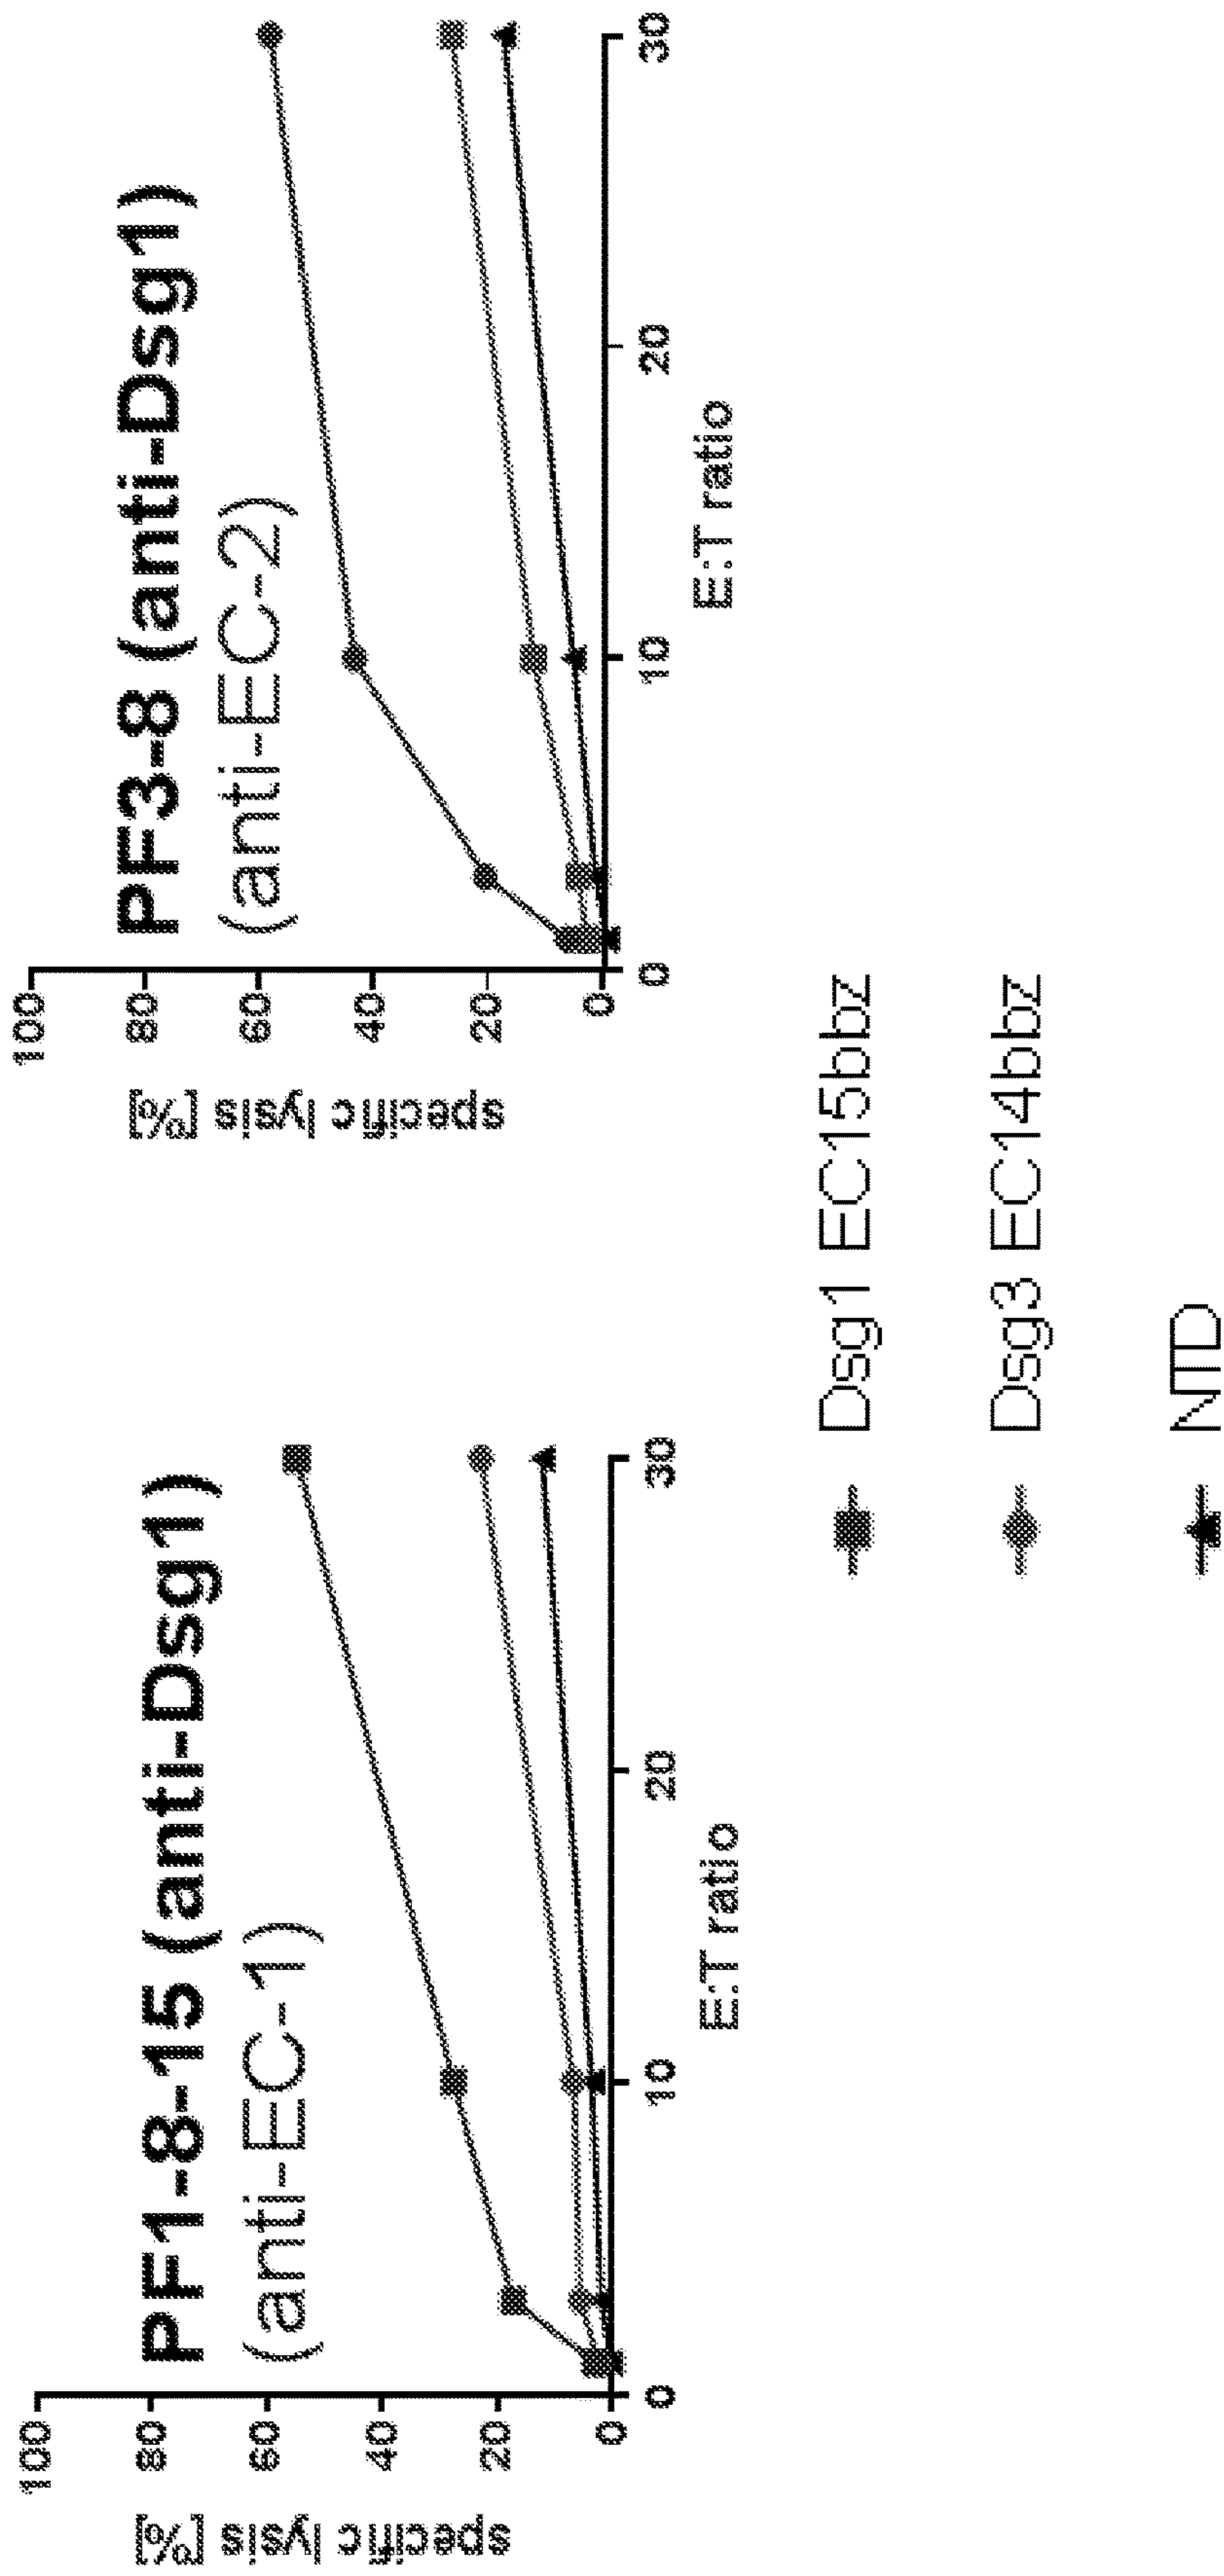 PF1-8-15 (anti-Dsg1)
(anti-EC-1)
specific lysis [%]
100
80
60
40
20
0
0
10
20
30
E:T ratio
PF3-8 (anti-Dsg1)
(anti-EC-2)
specific lysis [%]
100
80
60
40
20
0
0
10
20
30
E:T ratio
Dsg1 EC15bbz
Dsg3 EC14bbz
NTD